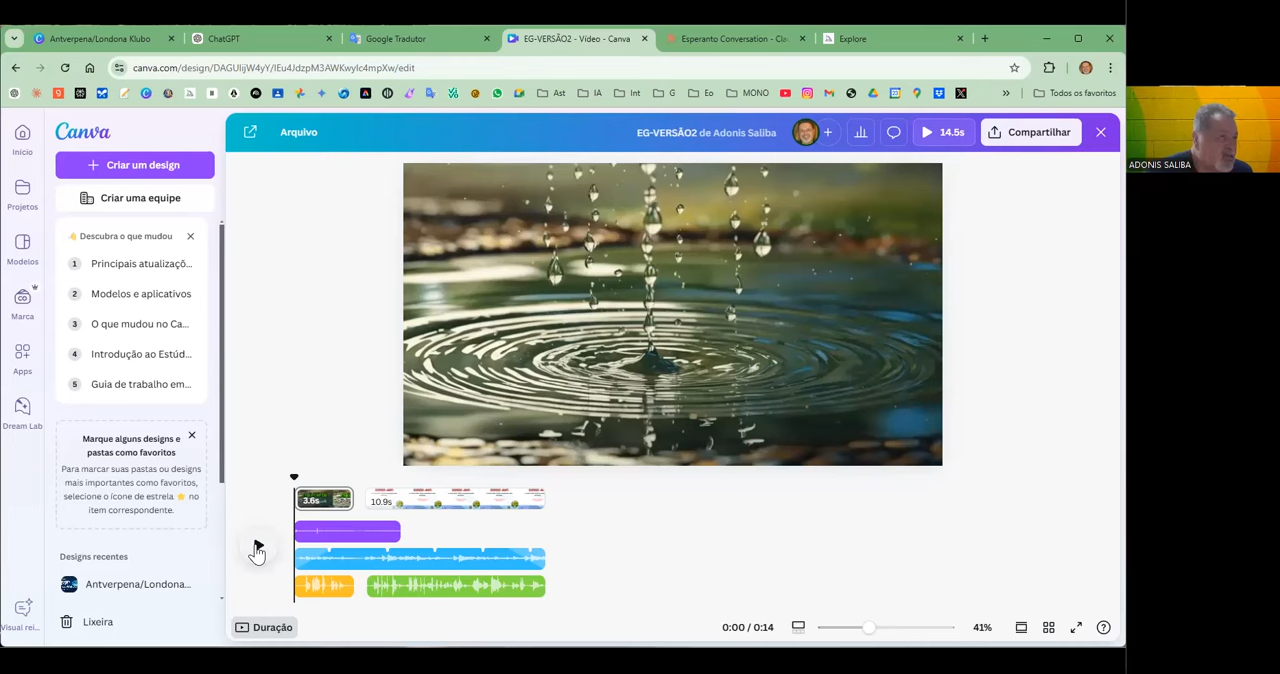 Antverpena/Londona Klubo
ChatGPT
Google Tradutor
EG-VERSÃO2 - Vídeo - Canva
Esperanto Conversation - Cla
Explore
canva.com/design/DAGUIijW4yY/IEu4JdzpM3AWKwyIc4mpXw/edit
Ast
IA
Int
G
Eo
MONO
Todos os favoritos
Início
Projetos
Modelos
Marca
Apps
Dream Lab
Visual rei...
Canva
Criar um design
Criar uma equipe
Descubra o que mudou
1 Principais atualizaçõ...
2 Modelos e aplicativos
3 O que mudou no Ca...
4 Introdução ao Estúd...
5 Guia de trabalho em...
Marque alguns designs e
pastas como favoritos
Para marcar suas pastas ou designs
mais importantes como favoritos,
selecione o ícone de estrela ⭐ no
item correspondente.
Designs recentes
Antverpena/Londona...
Lixeira
Arquivo
EG-VERSÃO2 de Adonis Saliba
14.5s
Compartilhar
3.6s
10.9s
Duração
0:00 / 0:14
41%
ADONIS SALIBA